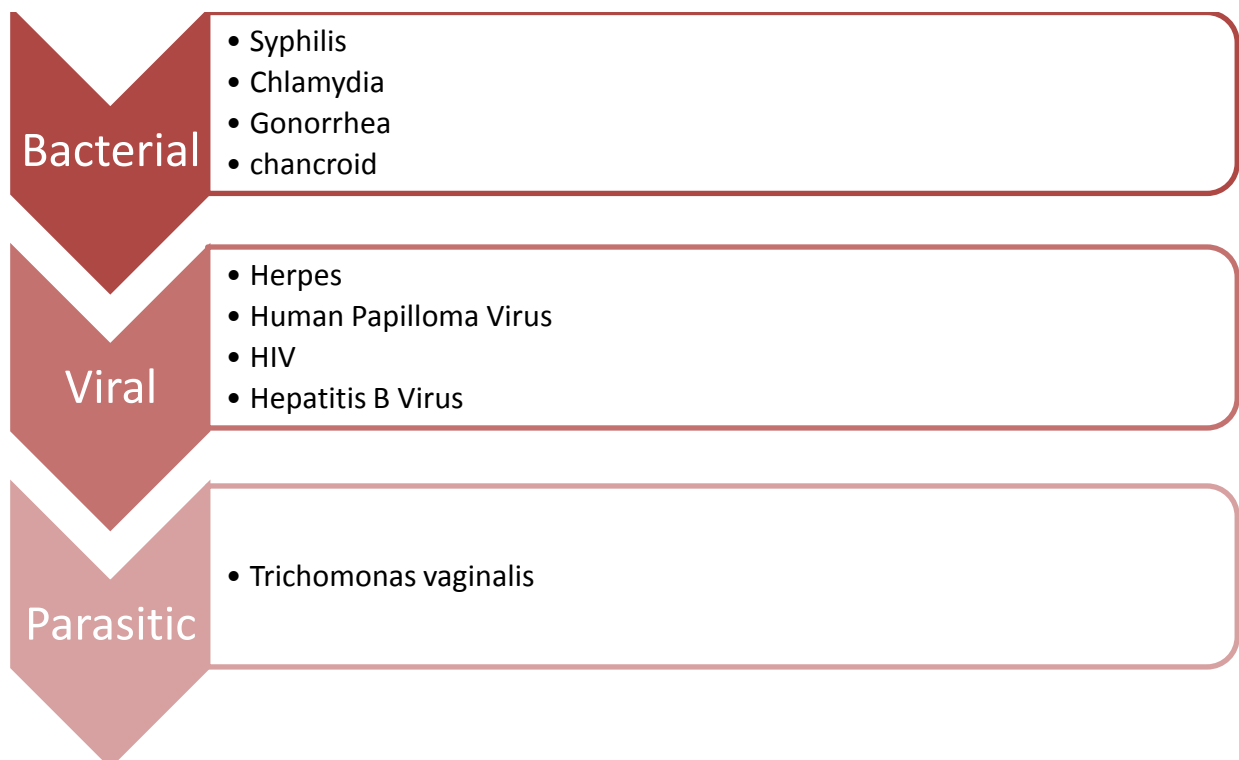 Bacterial
• Syphilis
• Chlamydia
• Gonorrhea
• chancroid
Viral
• Herpes
• Human Papilloma Virus
• HIV
• Hepatitis B Virus
Parasitic
• Trichomonas vaginalis